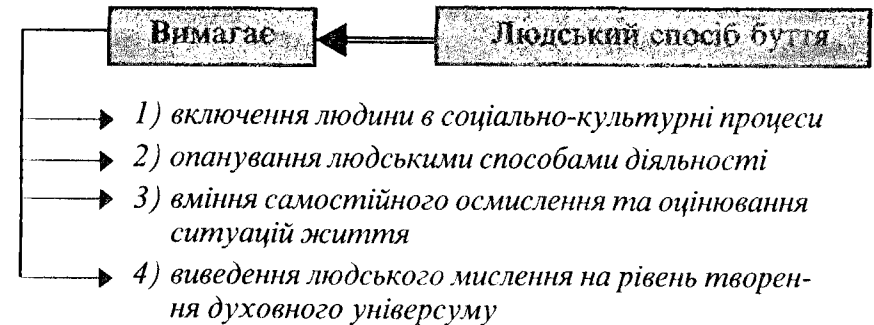 Вимагає Людський спосіб буття
1) включення людини в соціально-культурні процеси
2) опанування людськими способами діяльності
3) вміння самостійного осмислення та оцінювання
ситуацій життя
4) виведення людського мислення на рівень творен-
ня духовного універсуму